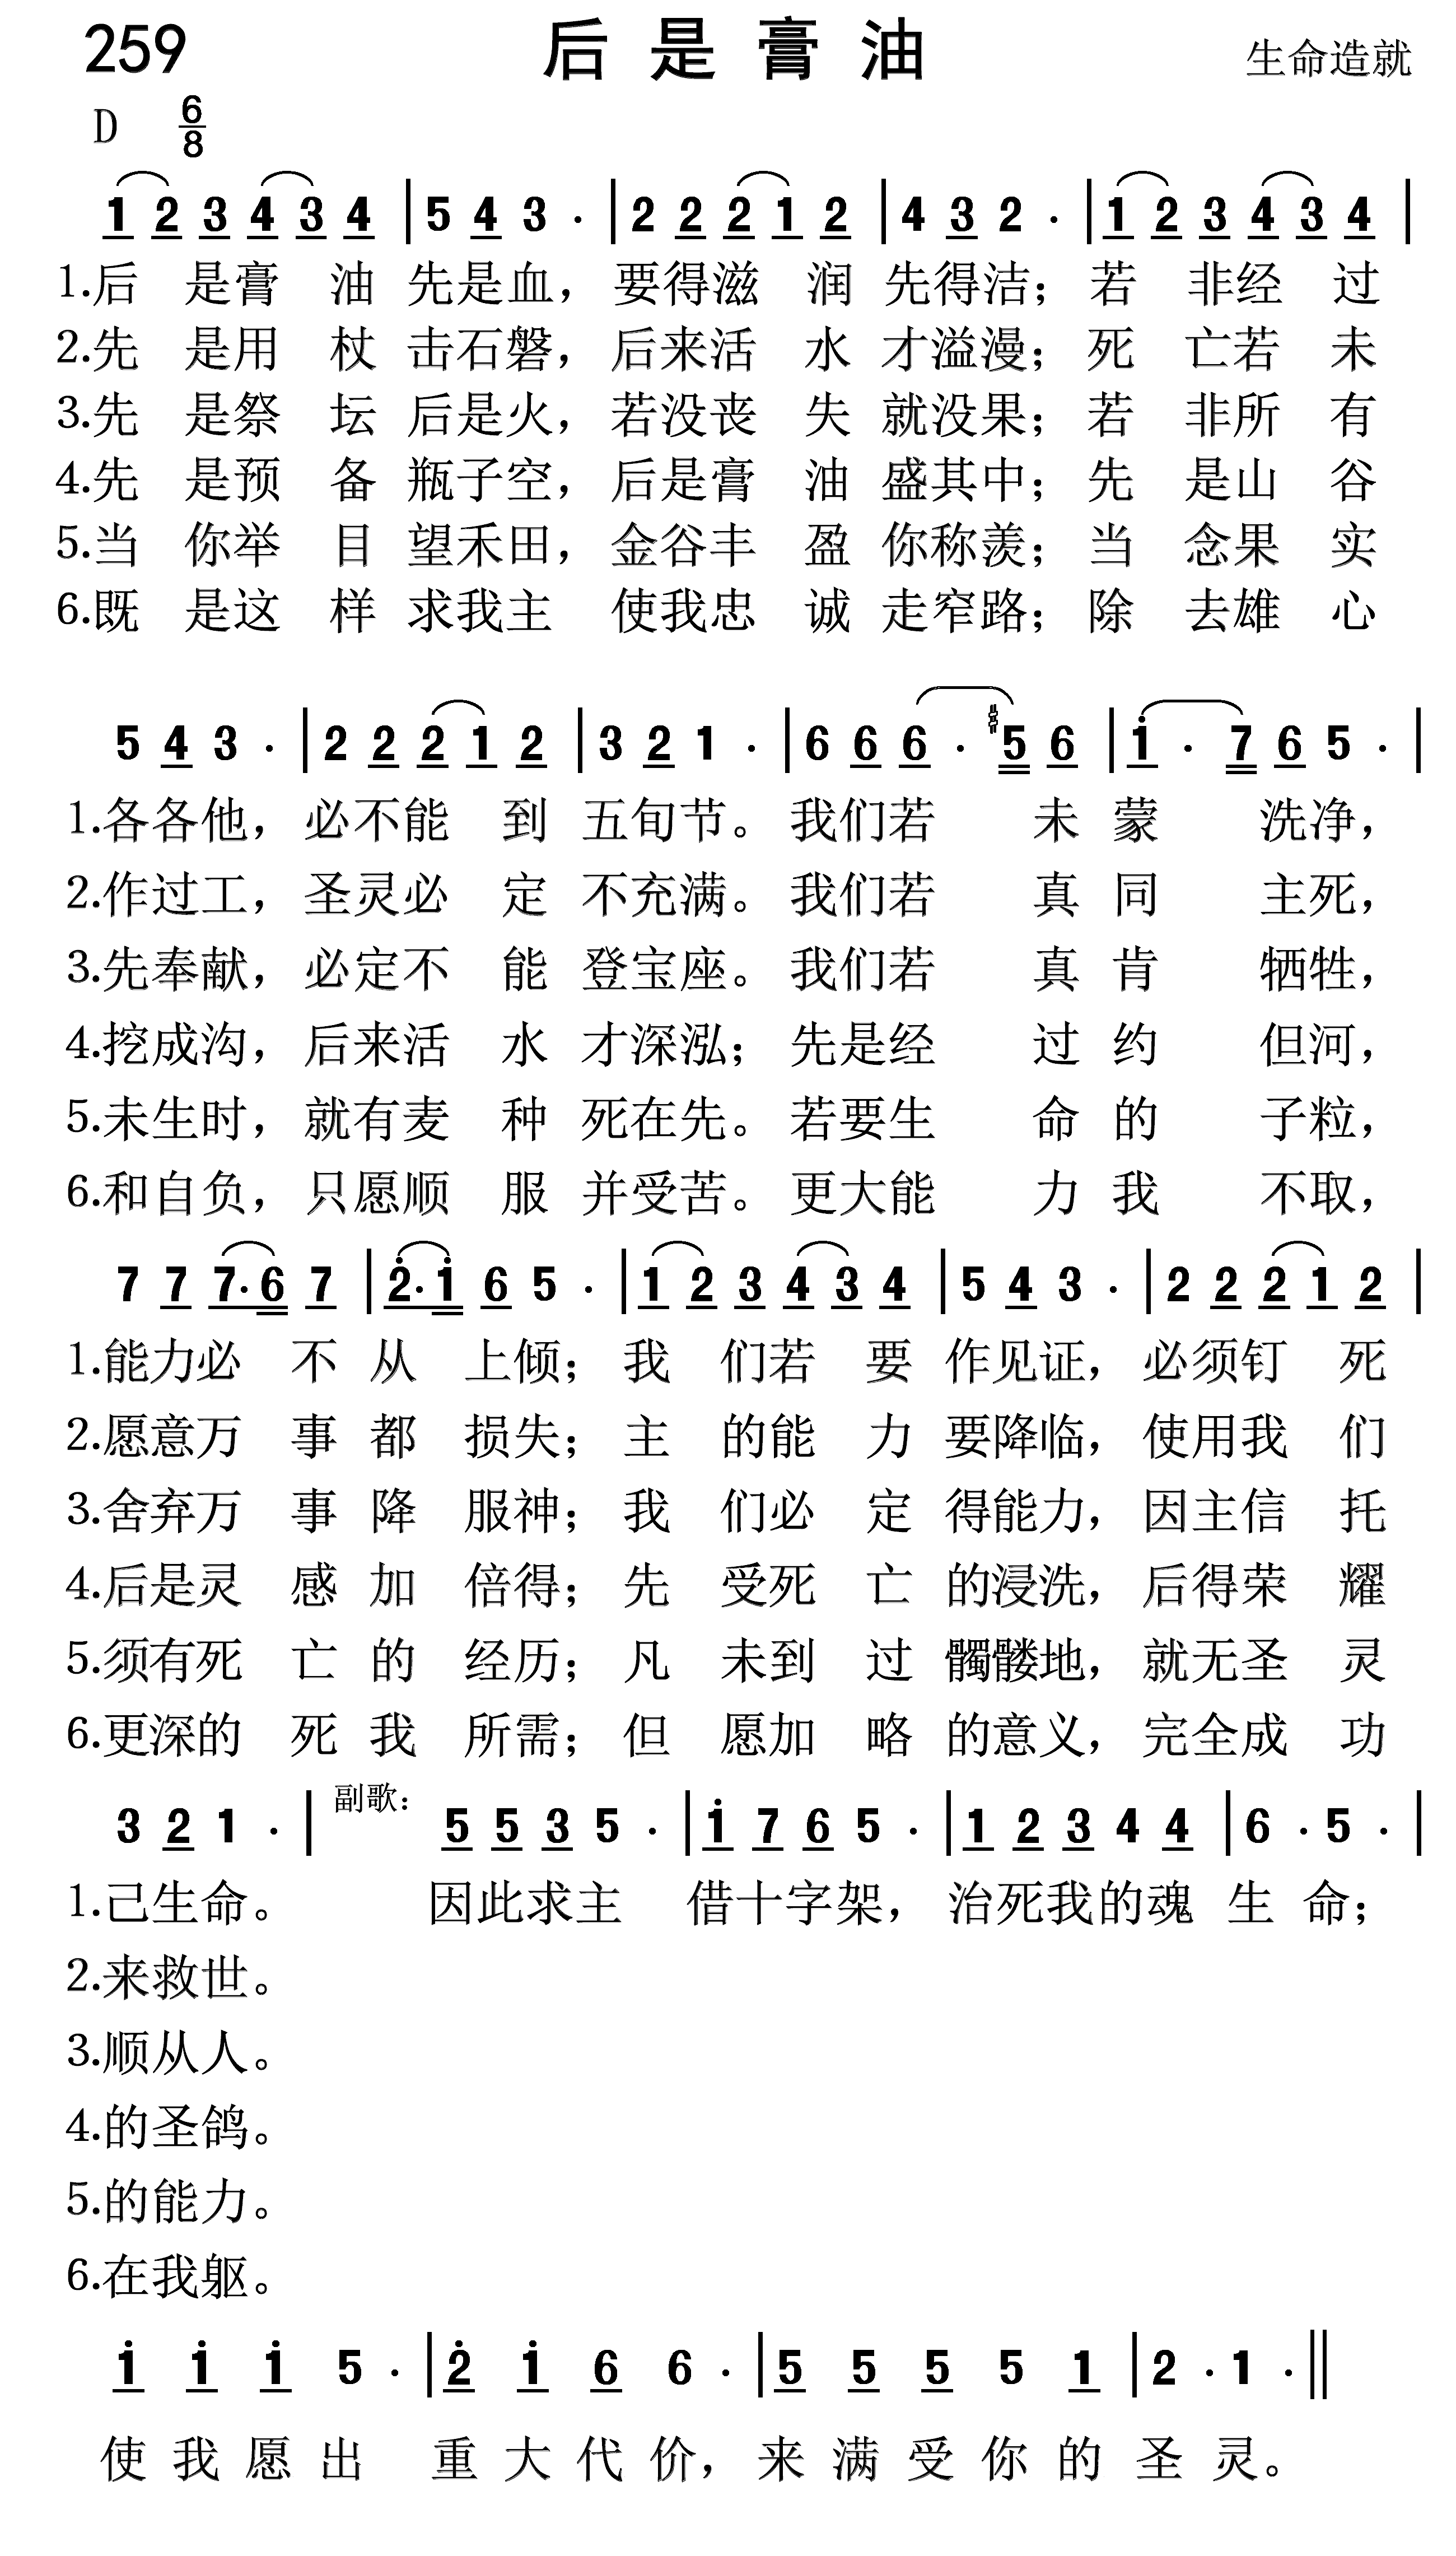 259 后是膏油 生命造就
D 6/8
1 2 3 4 3 4 | 5 4 3 · | 2 2 2 1 2 | 4 3 2 · | 1 2 3 4 3 4 |
1.后是膏油先是血，要得滋润先得洁；若非经过
2.先是用杖击石磐，后来活水才溢漫；死亡若未
3.先是祭坛后是火，若没丧失就没果；若非所有
4.先是预备瓶子空，后是膏油盛其中；先是山谷
5.当你举目望禾田，金谷丰盈你称羡；当念果实
6.既是这样求我主 使我忠诚走窄路；除去雄心
5 4 3 · | 2 2 2 1 2 | 3 2 1 · | 6 6 6 · #5 6 | i · 7 6 5 · |
1.各各他，必不能到五旬节。我们若未蒙洗净，
2.作过工，圣灵必定不充满。我们若真同主死，
3.先奉献，必定不能登宝座。我们若真肯牺牲，
4.挖成沟，后来活水才深泓；先是经过约但河，
5.未生时，就有麦种死在先。若要生命的子粒，
6.和自负，只愿顺服并受苦。更大能力我不取，
7 7 7· 6 7 | 2· i 6 5 · | 1 2 3 4 3 4 | 5 4 3 · | 2 2 2 1 2 |
1.能力必不从上倾；我们若要作见证，必须钉死
2.愿意万事都损失；主的能力要降临，使用我们
3.舍弃万事降服神；我们必定得能力，因主信托
4.后是灵感加倍得；先受死亡的浸洗，后得荣耀
5.须有死亡的经历；凡未到过髑髅地，就无圣灵
6.更深的死我所需；但愿加略的意义，完全成功
3 2 1 · | 副歌： 5 5 3 5 · | i 7 6 5 · | 1 2 3 4 4 | 6 · 5 · |
1.己生命。 因此求主 借十字架，治死我的魂生命；
2.来救世。
3.顺从人。
4.的圣鸽。
5.的能力。
6.在我躯。
i i i 5 · | 2 i 6 6 · | 5 5 5 5 1 | 2 · 1 · ||
使我愿出 重大代价，来满受你的圣灵。